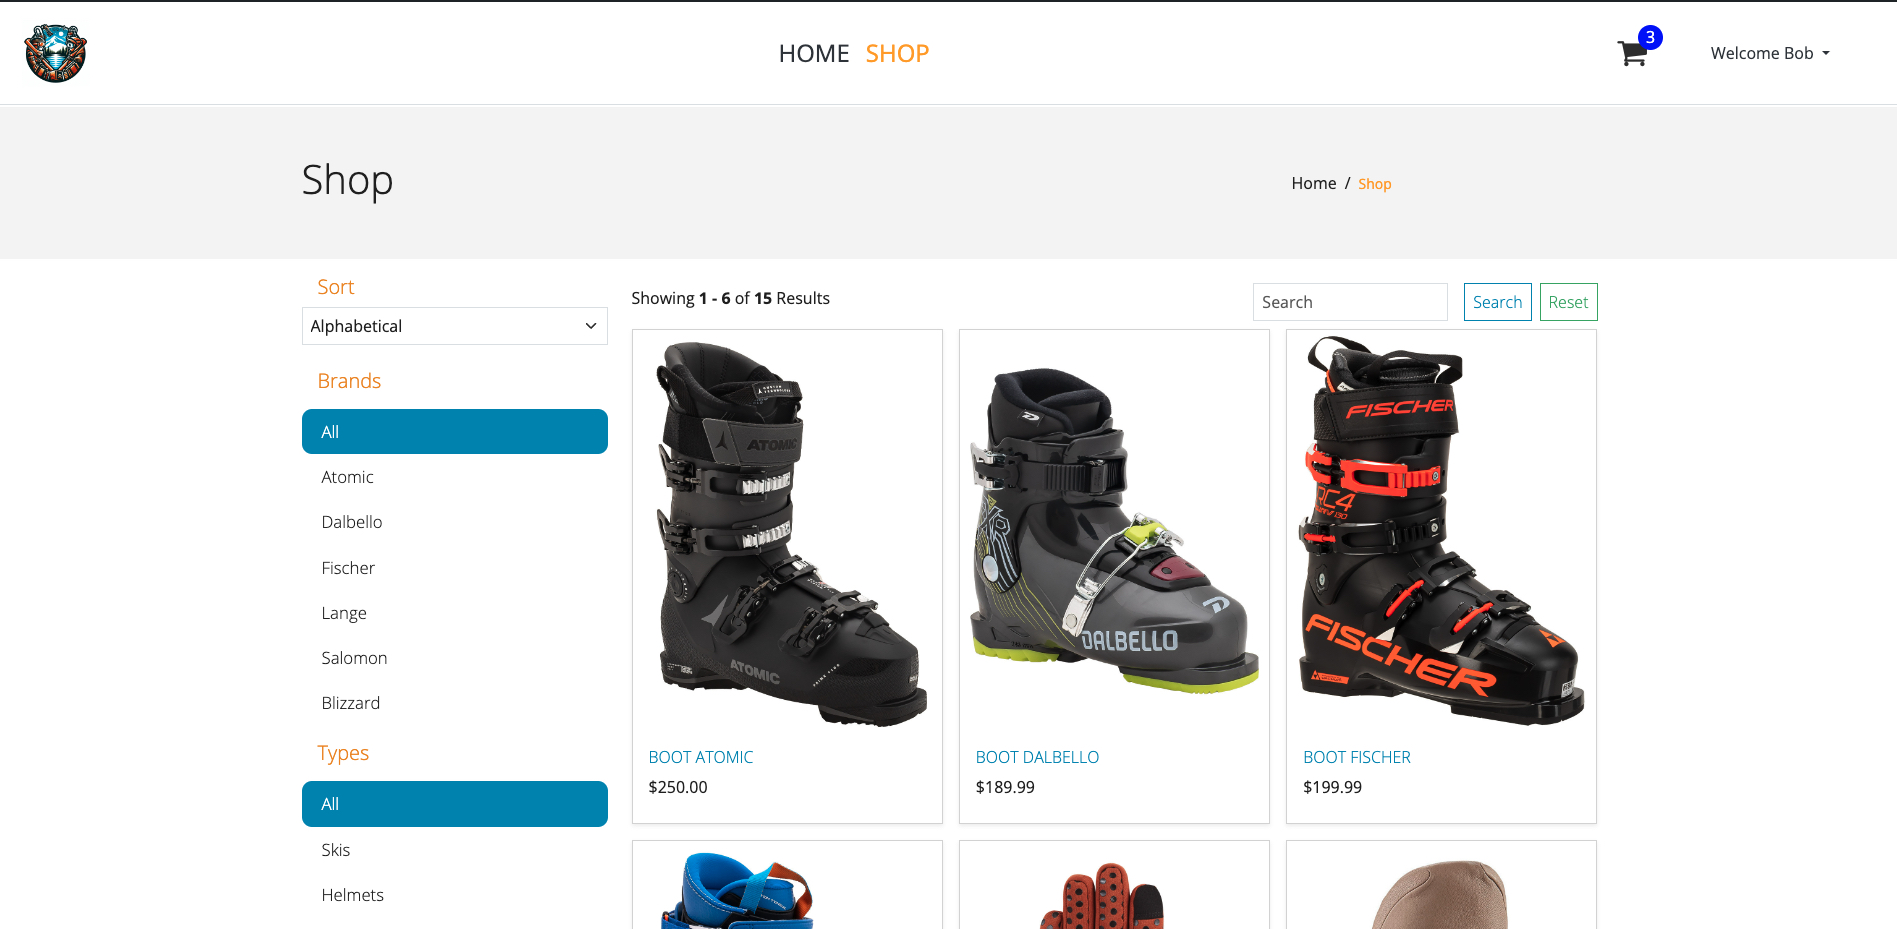 HOME SHOP
3
Welcome Bob
Shop
Home / Shop
Sort
Alphabetical
Brands
All
Atomic
Dalbello
Fischer
Lange
Salomon
Blizzard
Types
All
Skis
Helmets
Showing 1 - 6 of 15 Results
Search
Search
Reset
ATOMIC
ATOMIC
BOOT ATOMIC
$250.00
DALBELLO
BOOT DALBELLO
$189.99
FISCHER
RC4
FISCHER
BOOT FISCHER
$199.99